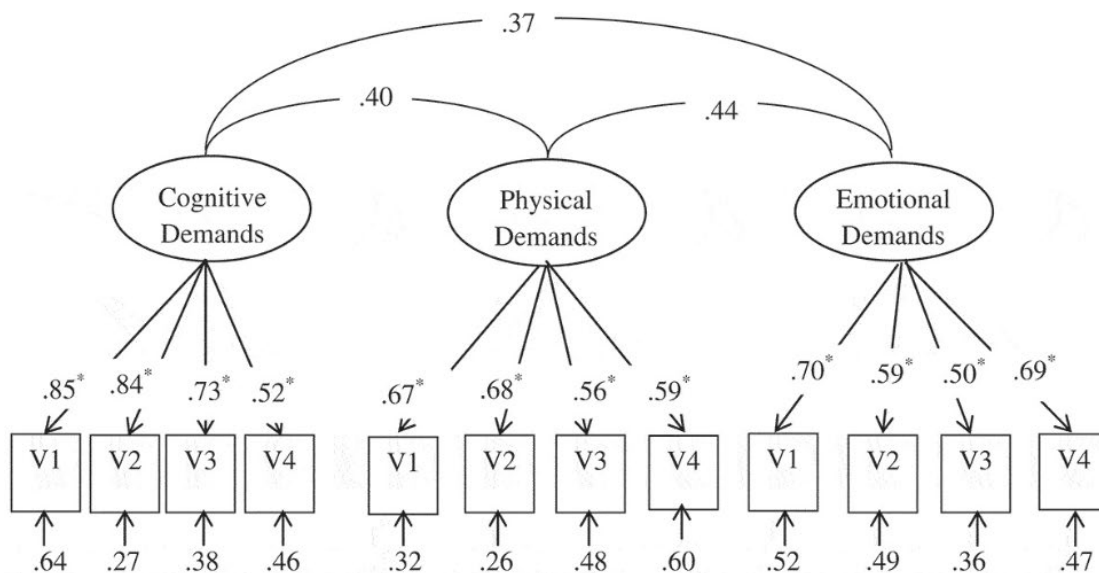 .37
.40
.44
Cognitive
Demands
Physical
Demands
Emotional
Demands
.85* .84* .73* .52* .67* .68* .56* .59* .70* .59* .50* .69*
V1 V2 V3 V4 V1 V2 V3 V4 V1 V2 V3 V4
.64 .27 .38 .46 .32 .26 .48 .60 .52 .49 .36 .47